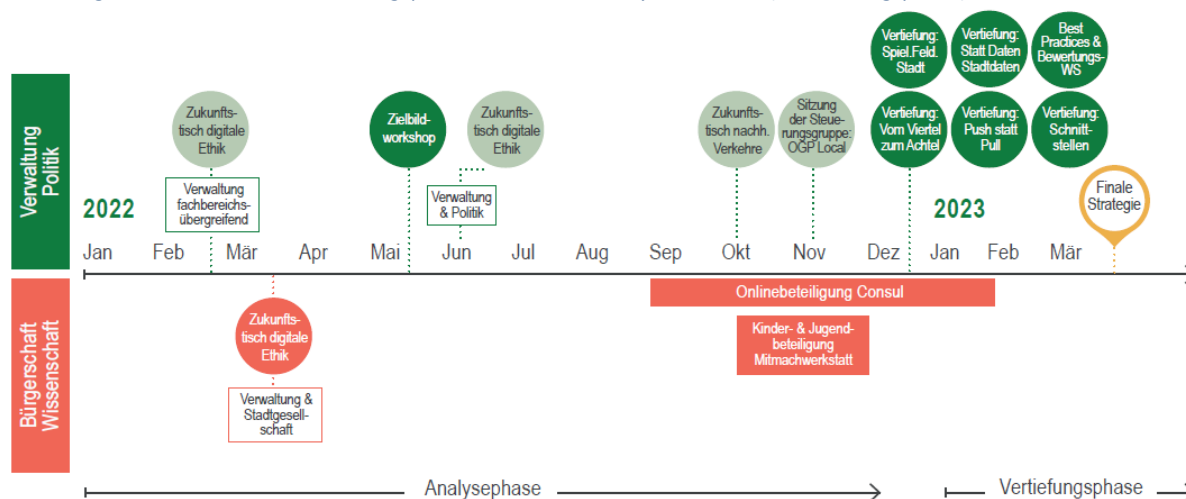 Vertiefung:
Spiel.Feld.
Stadt
Vertiefung:
Statt Daten
Stadtdaten
Best
Practices &
Bewertungs-
WS
Verwaltung
Politik
Zukunfts-
tisch digitale
Ethik
Zielbild-
workshop
Zukunfts-
tisch digitale
Ethik
Zukunfts-
tisch nachh.
Verkehre
Sitzung
der Steue-
rungsgruppe:
OGP Local
Vertiefung:
Vom Viertel
zum Achtel
Vertiefung:
Push statt
Pull
Vertiefung:
Schnitt-
stellen
Verwaltung
fachbereichs-
übergreifend
Verwaltung
& Politik
Finale
Strategie
2022
2023
Jan Feb Mär Apr Mai Jun Jul Aug Sep Okt Nov Dez Jan Feb Mär
Bürgerschaft
Wissenschaft
Onlinebeteiligung Consul
Zukunfts-
tisch digitale
Ethik
Kinder- & Jugend-
beteiligung
Mitmachwerkstatt
Verwaltung &
Stadtgesell-
schaft
Analysephase
Vertiefungsphase